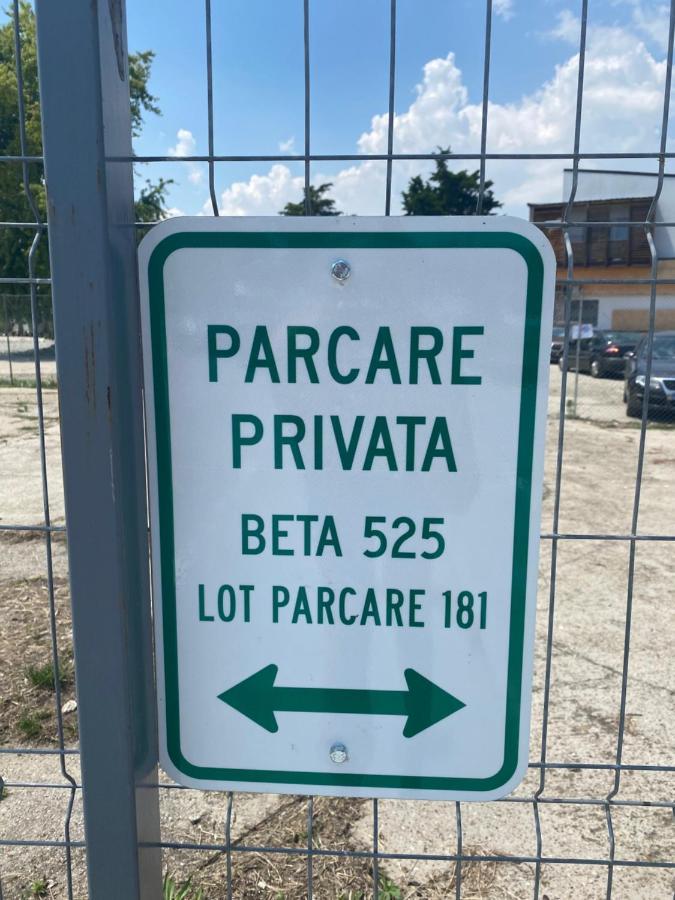 PARCARE
PRIVATA
BETA 525
LOT PARCARE 181